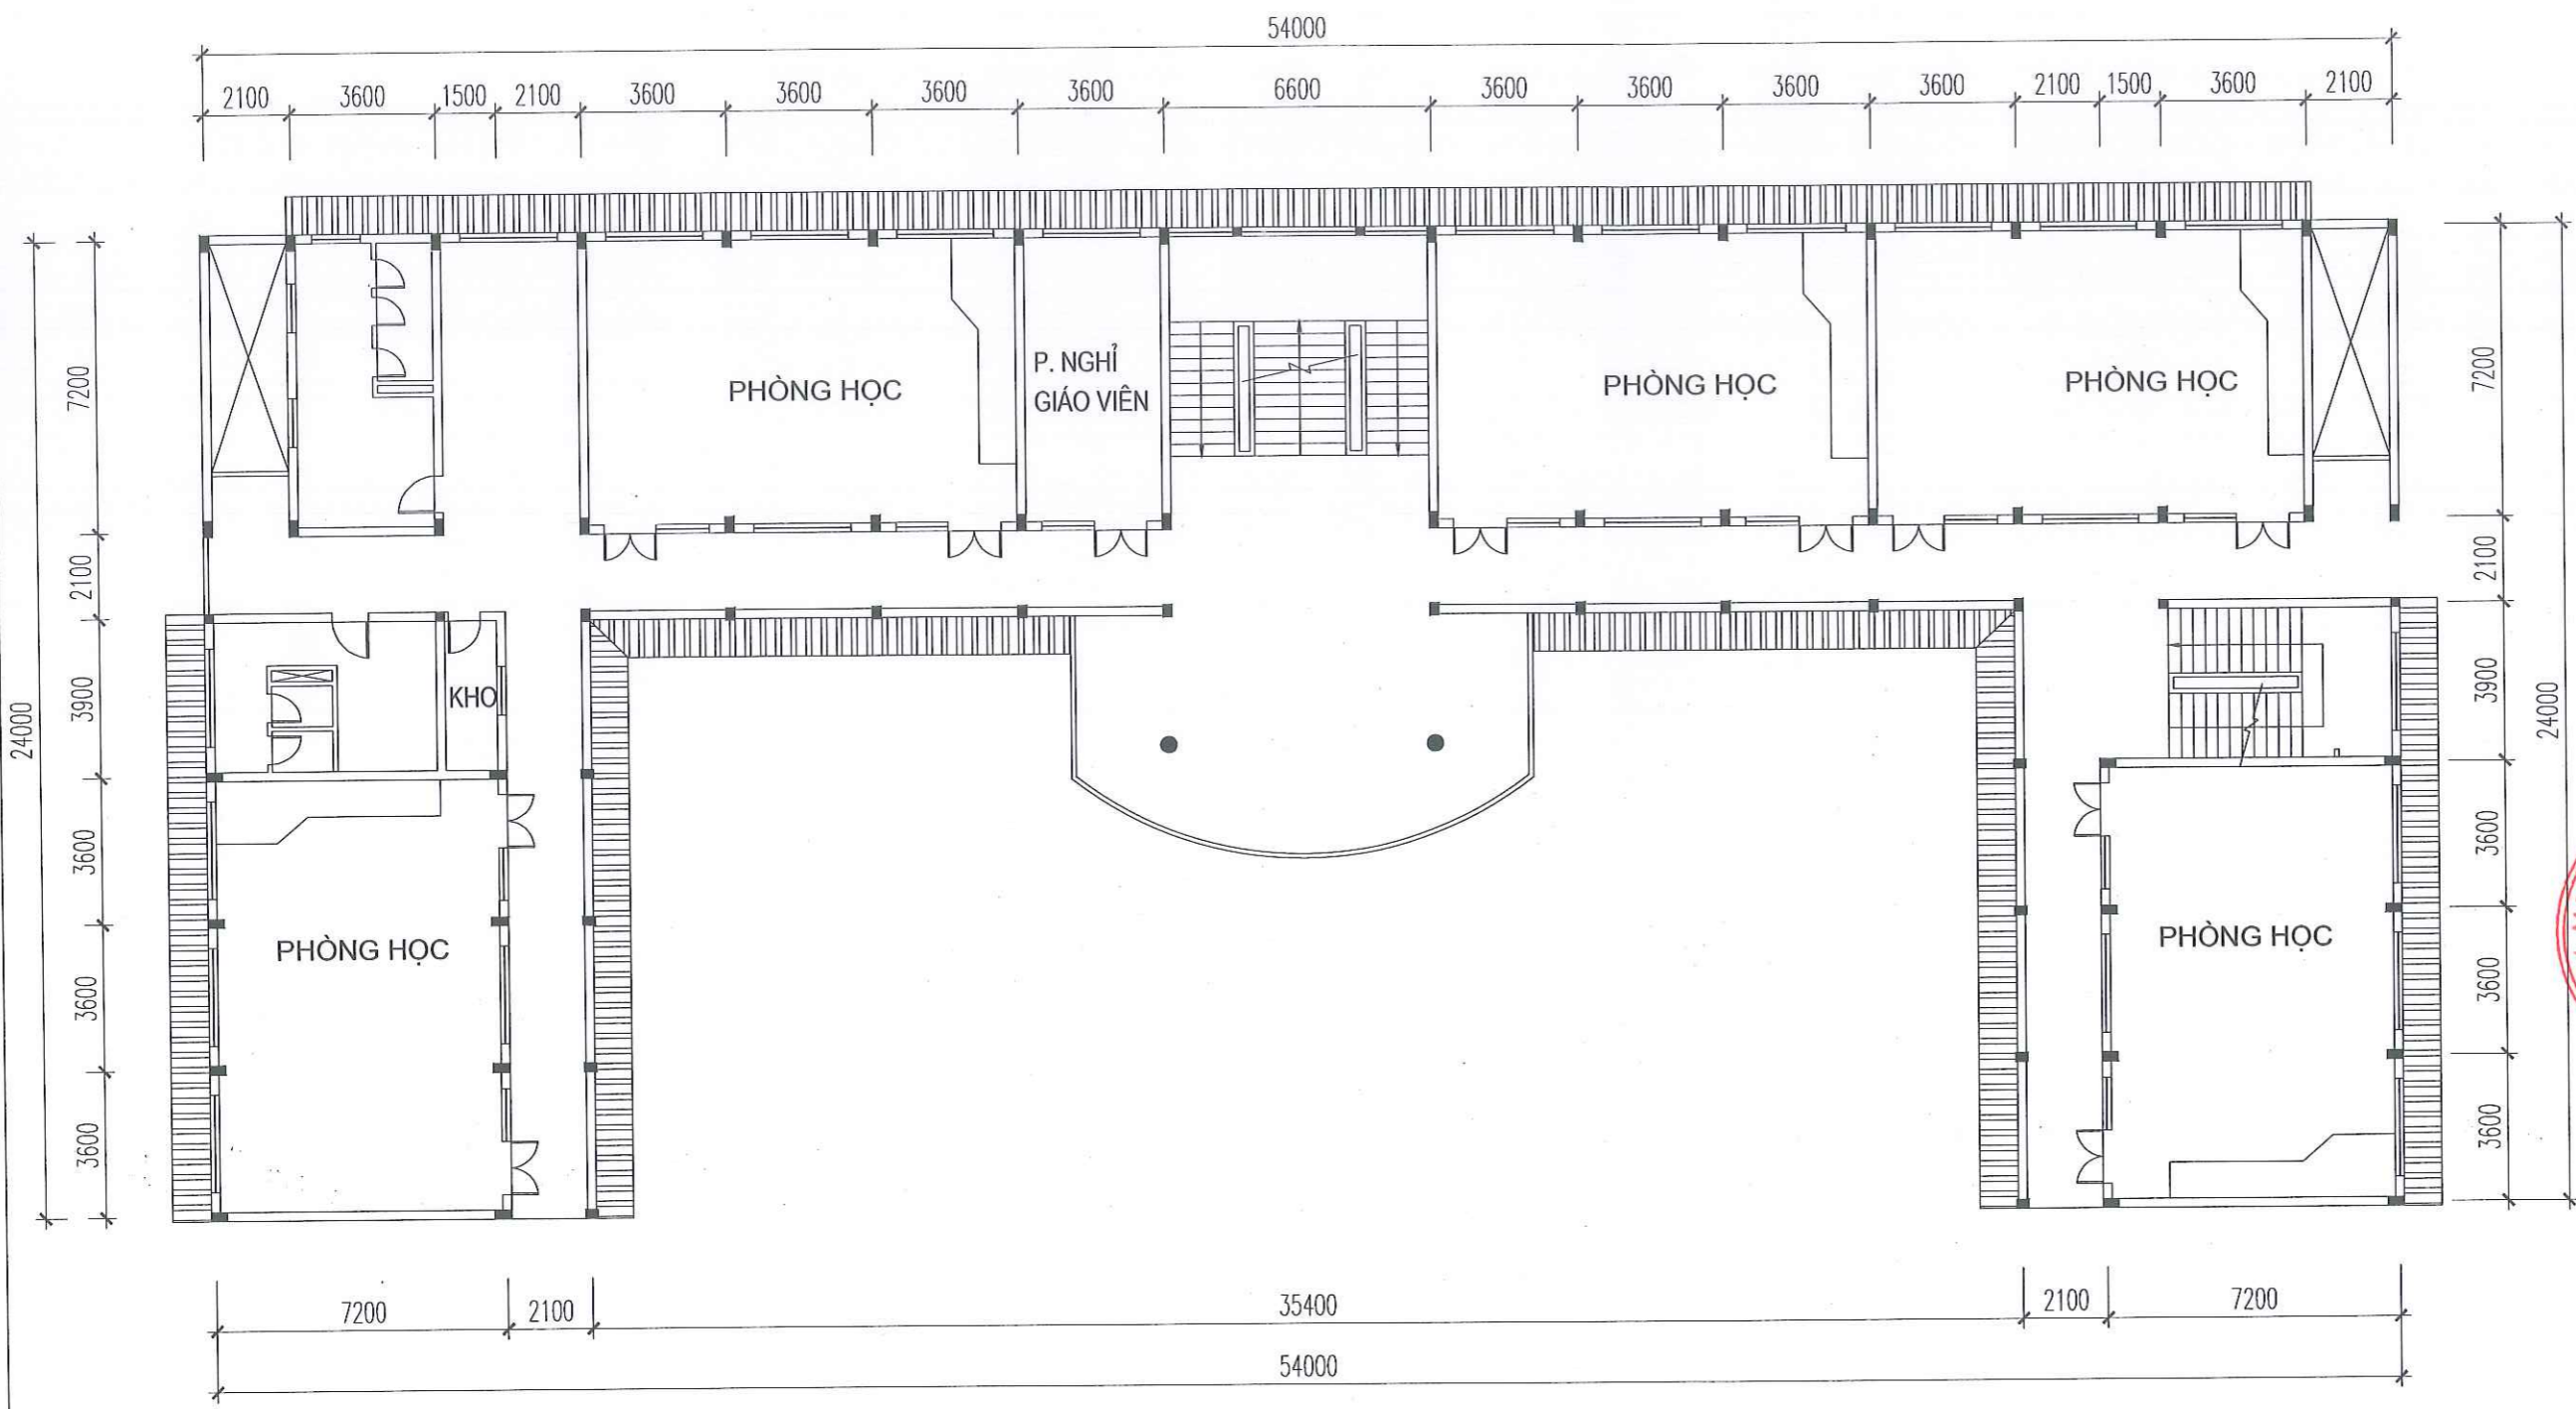 54000
2100 3600 1500 2100 3600 3600 3600 3600 6600 3600 3600 3600 3600 2100 1500 3600 2100
24000
7200
2100
3900
3600
3600
3600
PHÒNG HỌC
P. NGHỈ
GIÁO VIÊN
PHÒNG HỌC
PHÒNG HỌC
KHO
PHÒNG HỌC
PHÒNG HỌC
7200
2100
3900
3600
3600
3600
24000
7200 2100 35400 2100 7200
54000